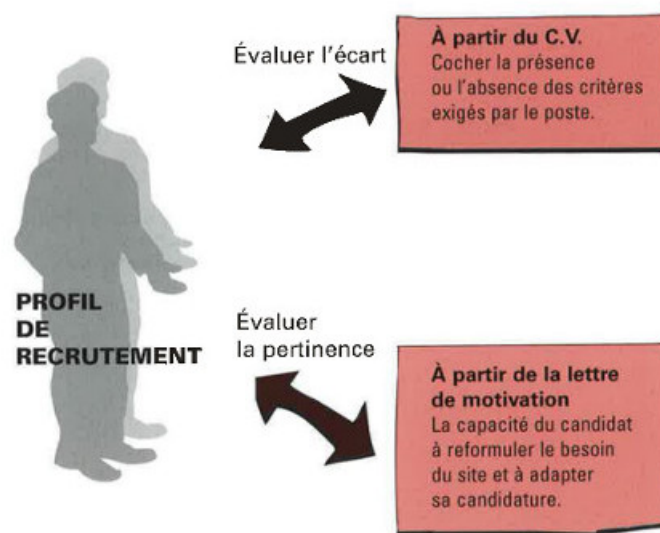 Évaluer l'écart
À partir du C.V.
Cocher la présence
ou l'absence des critères
exigés par le poste.
PROFIL
DE
RECRUTEMENT
Évaluer
la pertinence
À partir de la lettre
de motivation
La capacité du candidat
à reformuler le besoin
du site et à adapter
sa candidature.